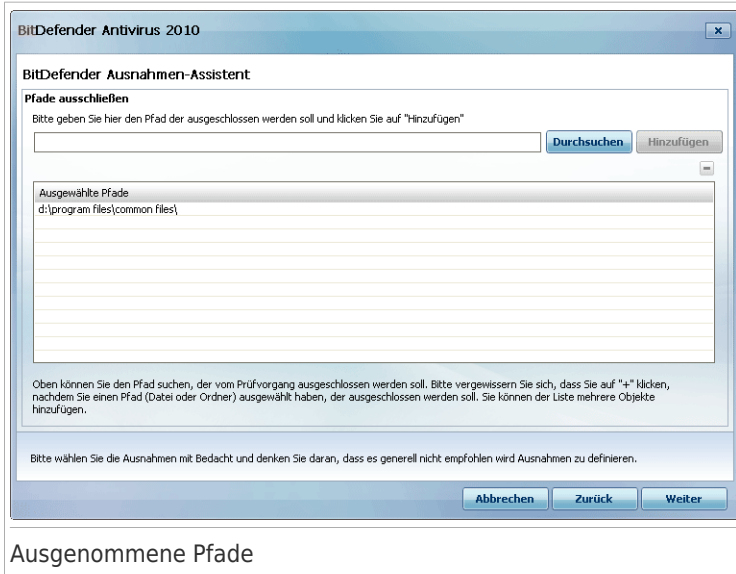 BitDefender Antivirus 2010
BitDefender Ausnahmen-Assistent
Pfade ausschließen
Bitte geben Sie hier den Pfad der ausgeschlossen werden soll und klicken Sie auf "Hinzufügen"
Durchsuchen Hinzufügen
Ausgewählte Pfade
d:\program files\common files\
Oben können Sie den Pfad suchen, der vom Prüfvorgang ausgeschlossen werden soll. Bitte vergewissern Sie sich, dass Sie auf "+" klicken,
nachdem Sie einen Pfad (Datei oder Ordner) ausgewählt haben, der ausgeschlossen werden soll. Sie können der Liste mehrere Objekte
hinzufügen.
Bitte wählen Sie die Ausnahmen mit Bedacht und denken Sie daran, dass es generell nicht empfohlen wird Ausnahmen zu definieren.
Abbrechen Zurück Weiter
Ausgenommene Pfade